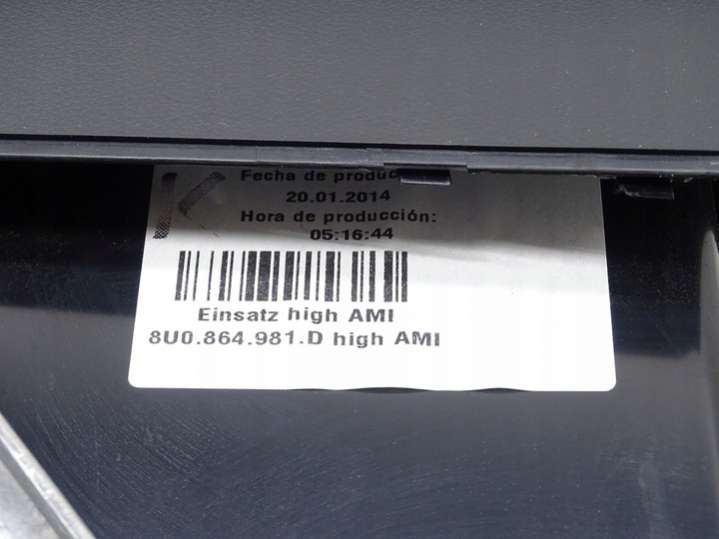 K
Fecha de produc
20.01.2014
Hora de producción:
05:16:44
Einsatz high AMI
8U0.864.981.D high AMI